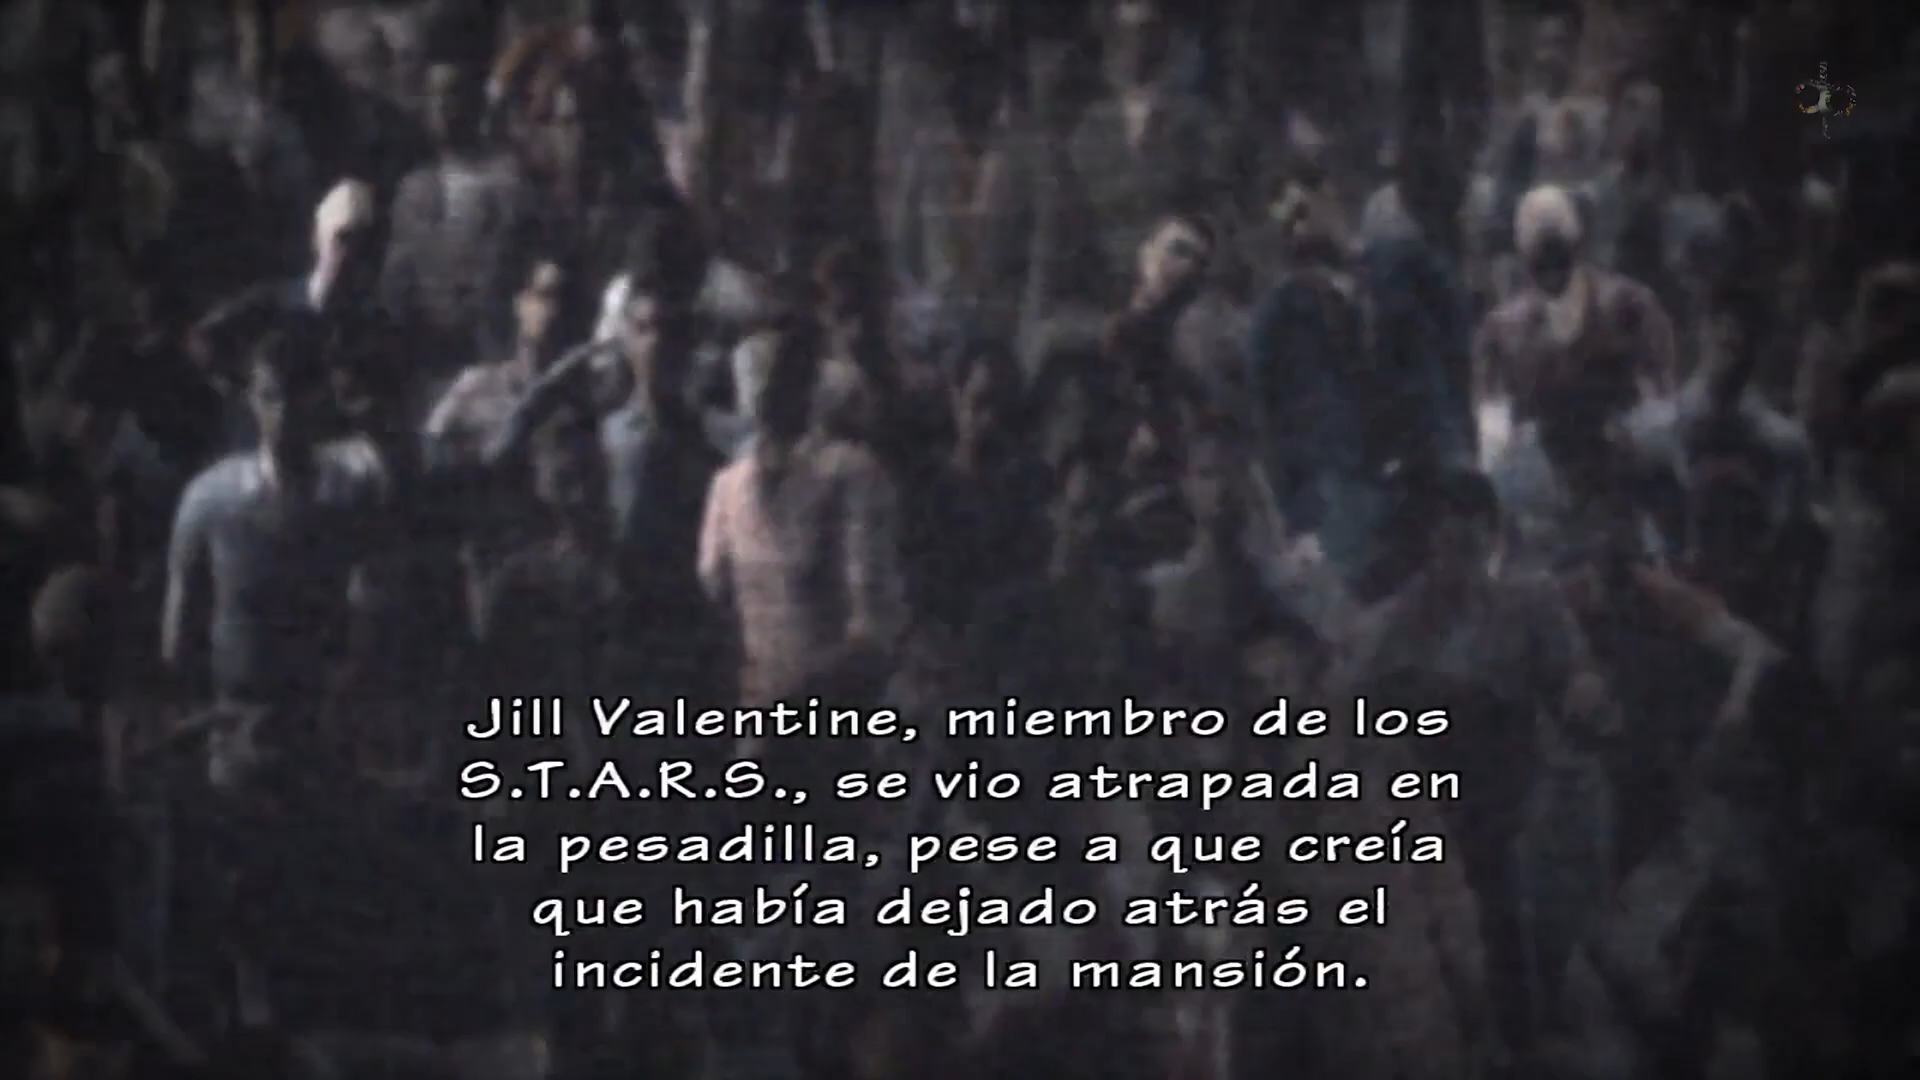 Jill Valentine, miembro de los
S.T.A.R.S., se vio atrapada en
la pesadilla, pese a que creía
que había dejado atrás el
incidente de la mansión.